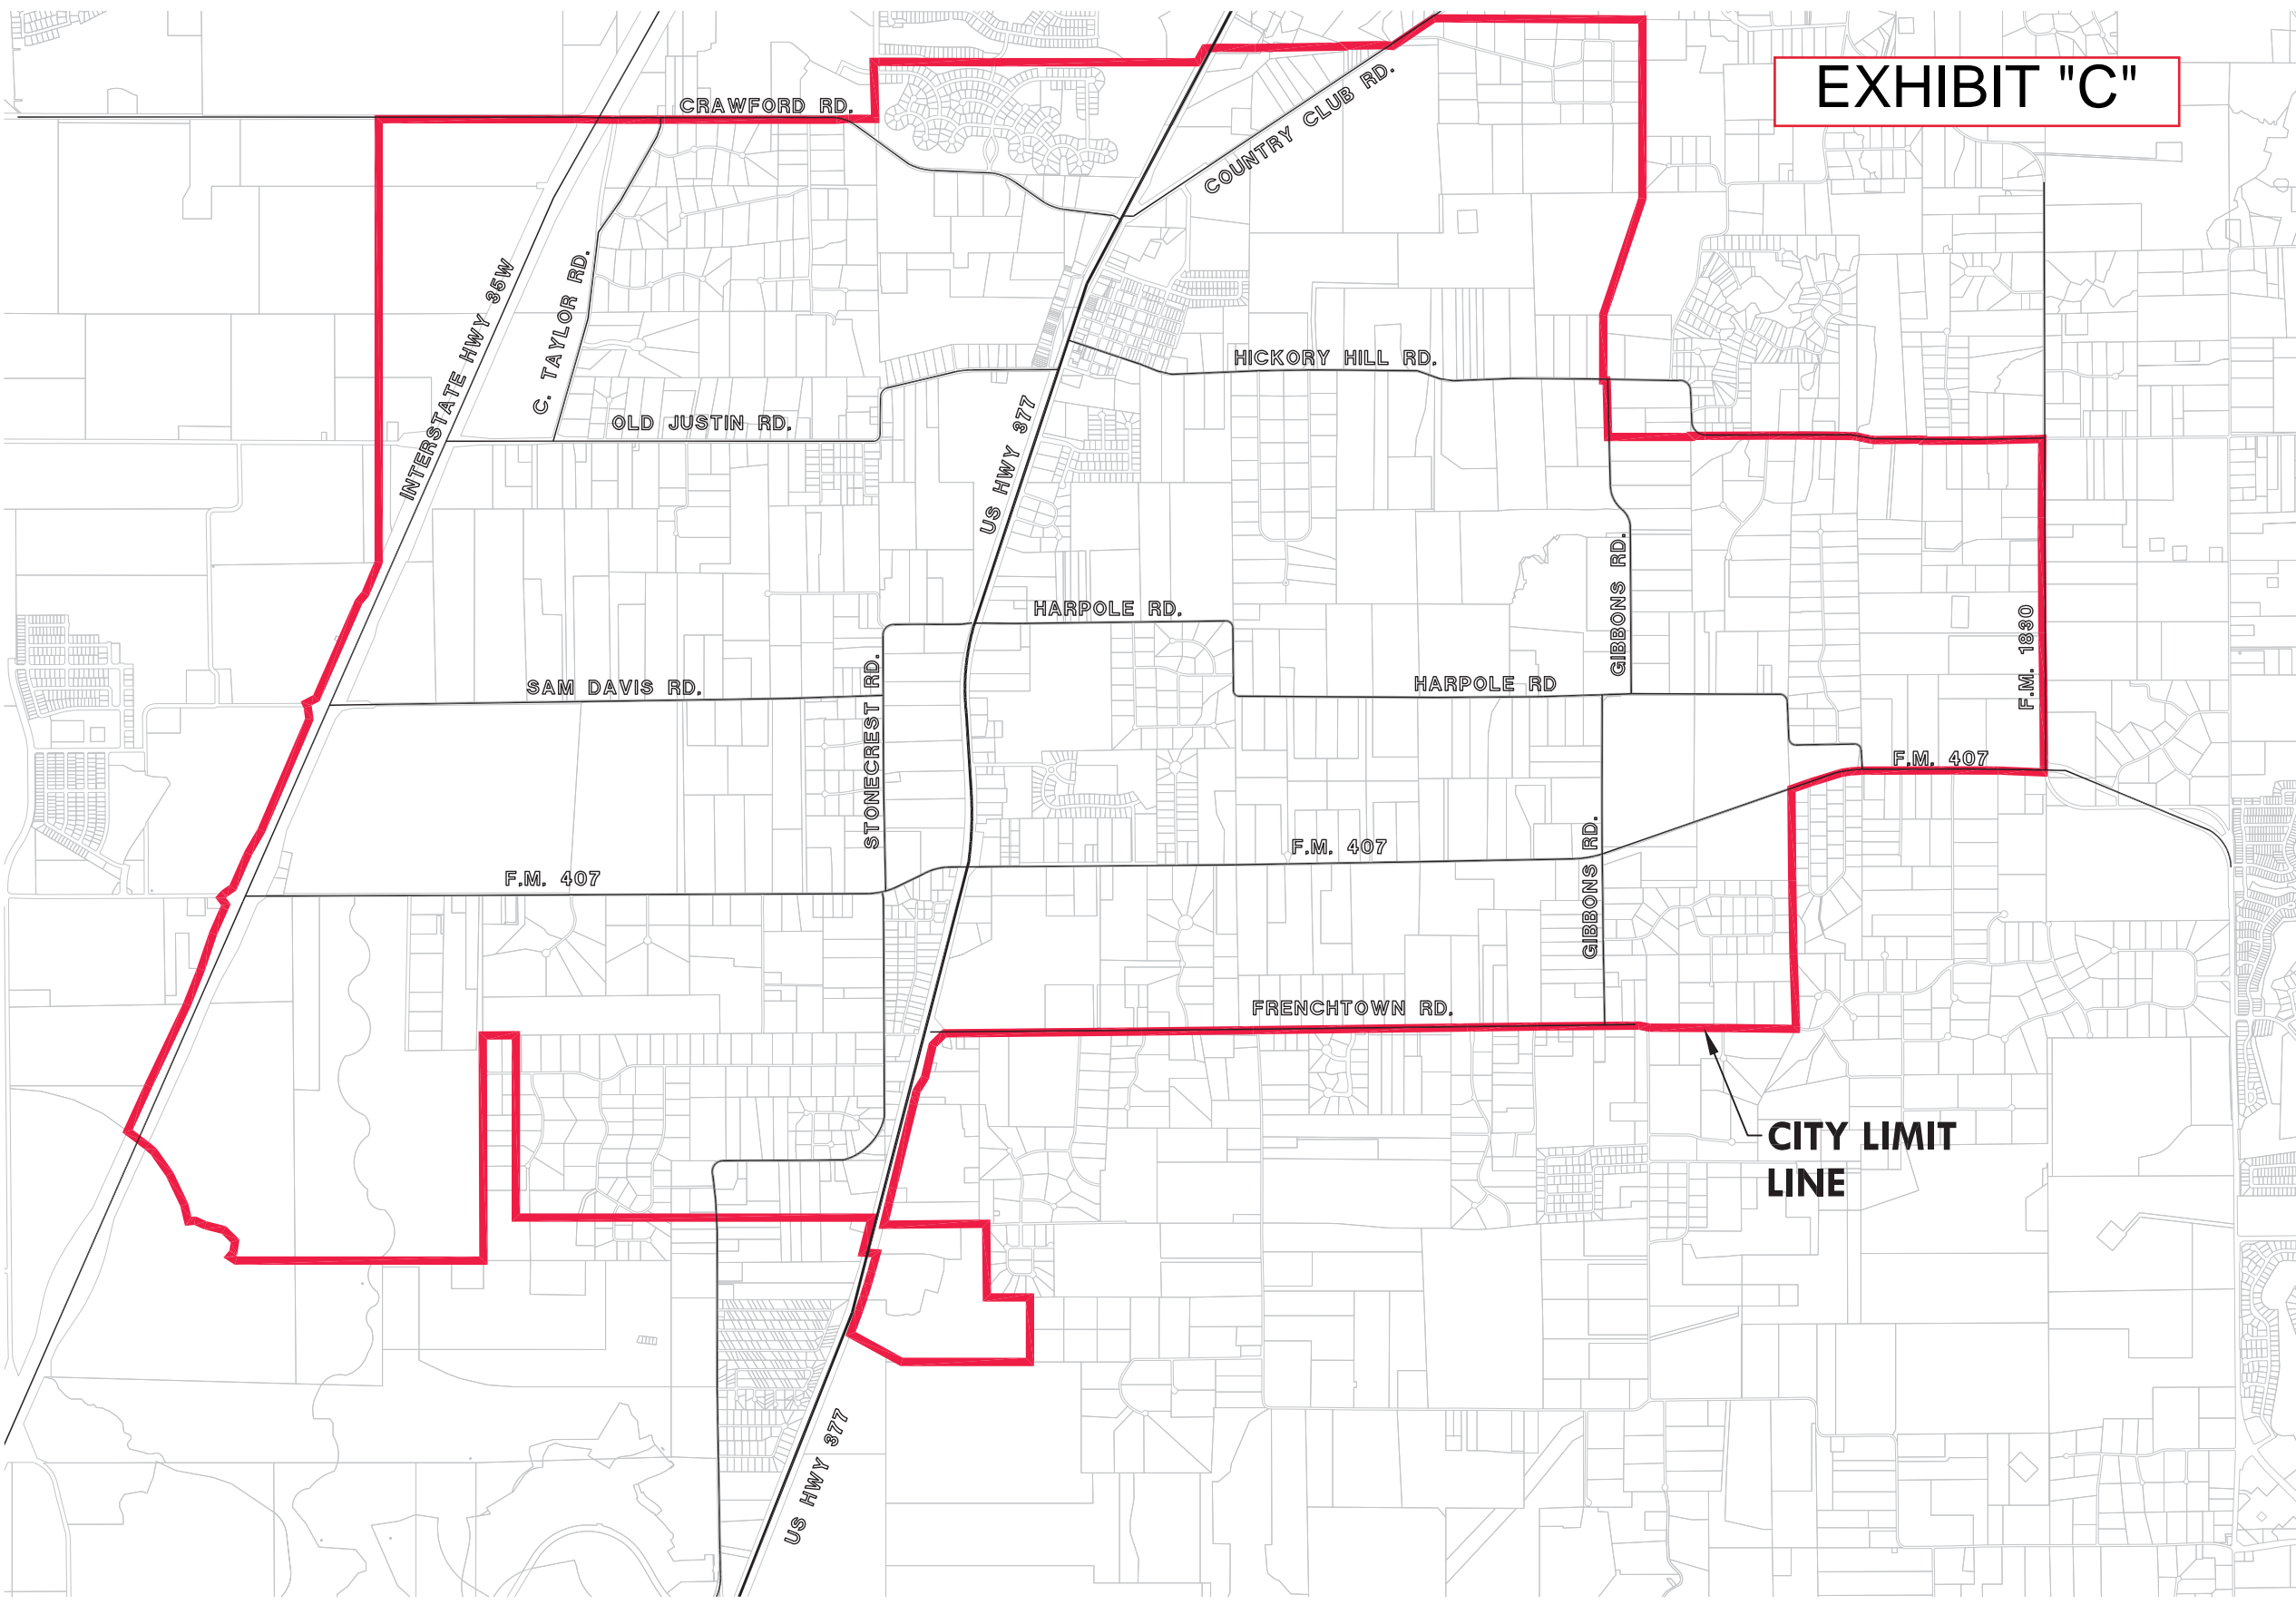 EXHIBIT "C"
CRAWFORD RD.
COUNTRY CLUB RD.
INTERSTATE HWY 35W
C. TAYLOR RD.
HICKORY HILL RD.
OLD JUSTIN RD.
US HWY 377
GIBBONS RD.
HARPOLE RD.
F.M. 1830
SAM DAVIS RD.
STONECREST RD.
HARPOLE RD
F.M. 407
F.M. 407
F.M. 407
GIBBONS RD.
FRENCHTOWN RD.
CITY LIMIT
LINE
US HWY 377